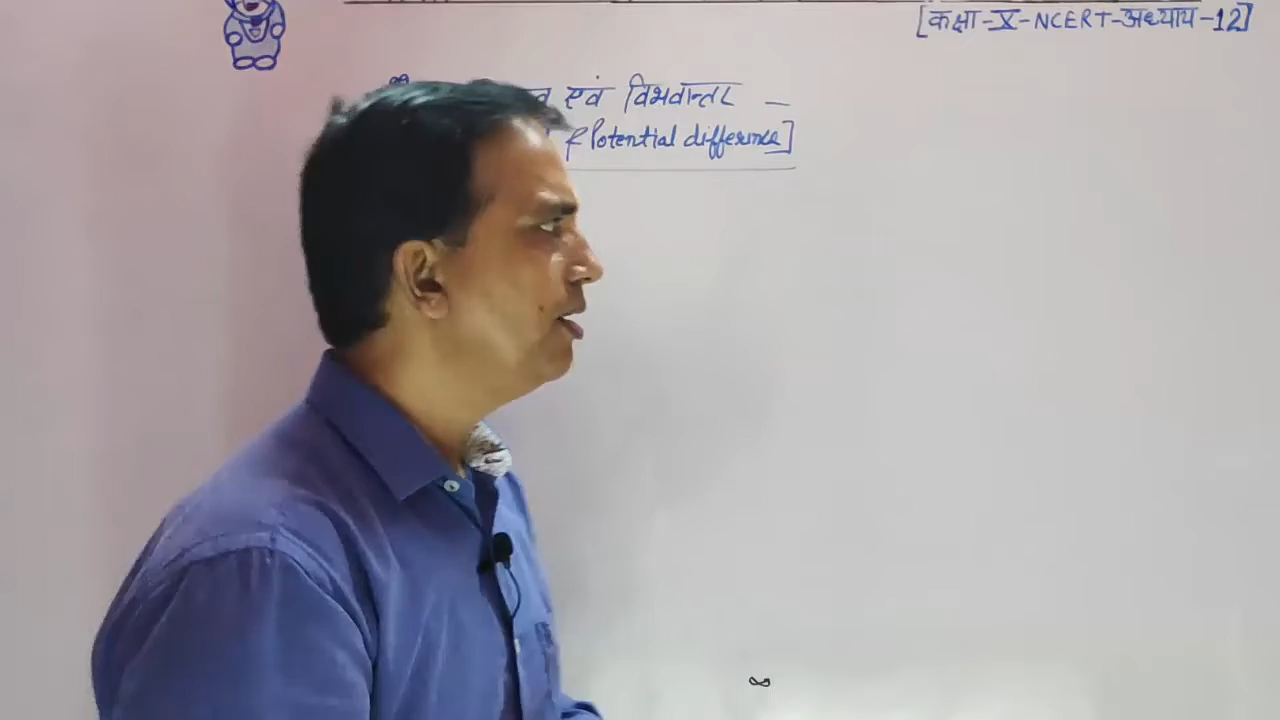 [कक्षा-X-NCERT-अध्याय-12]
एवं विभवान्तर -
& Potential difference]
∞